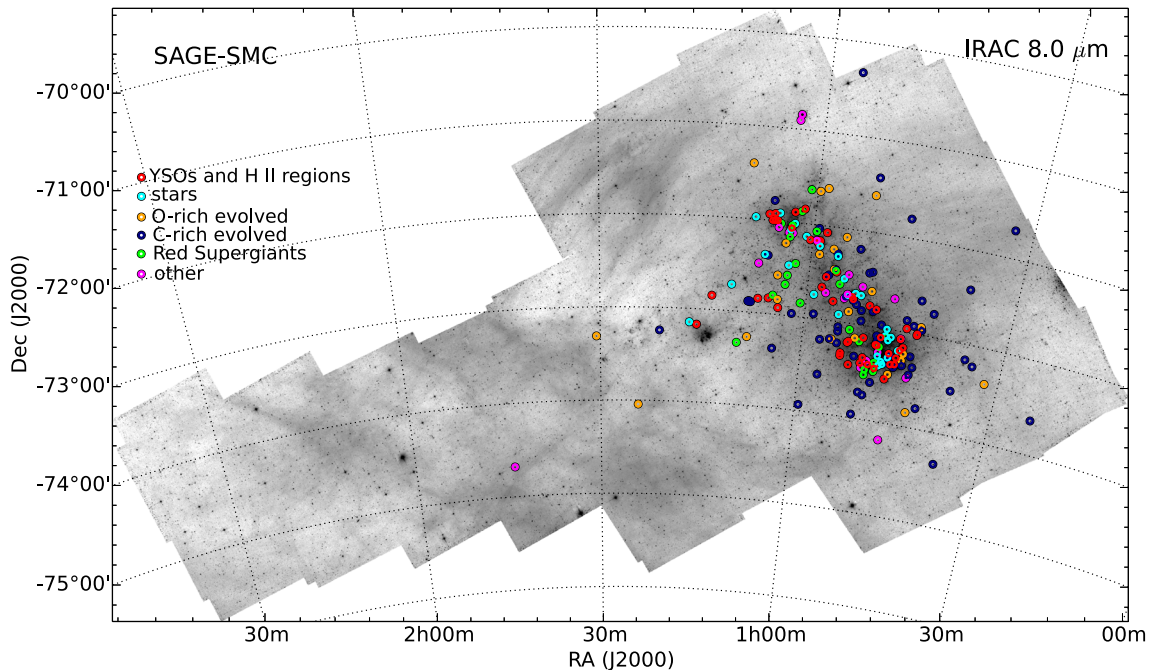 SAGE-SMC
IRAC 8.0 μm
-70°00'
-71°00'
-72°00'
-73°00'
-74°00'
-75°00'
Dec (J2000)
YSOs and H II regions
stars
O-rich evolved
C-rich evolved
Red Supergiants
other
30m
2h00m
30m
1h00m
30m
00m
RA (J2000)